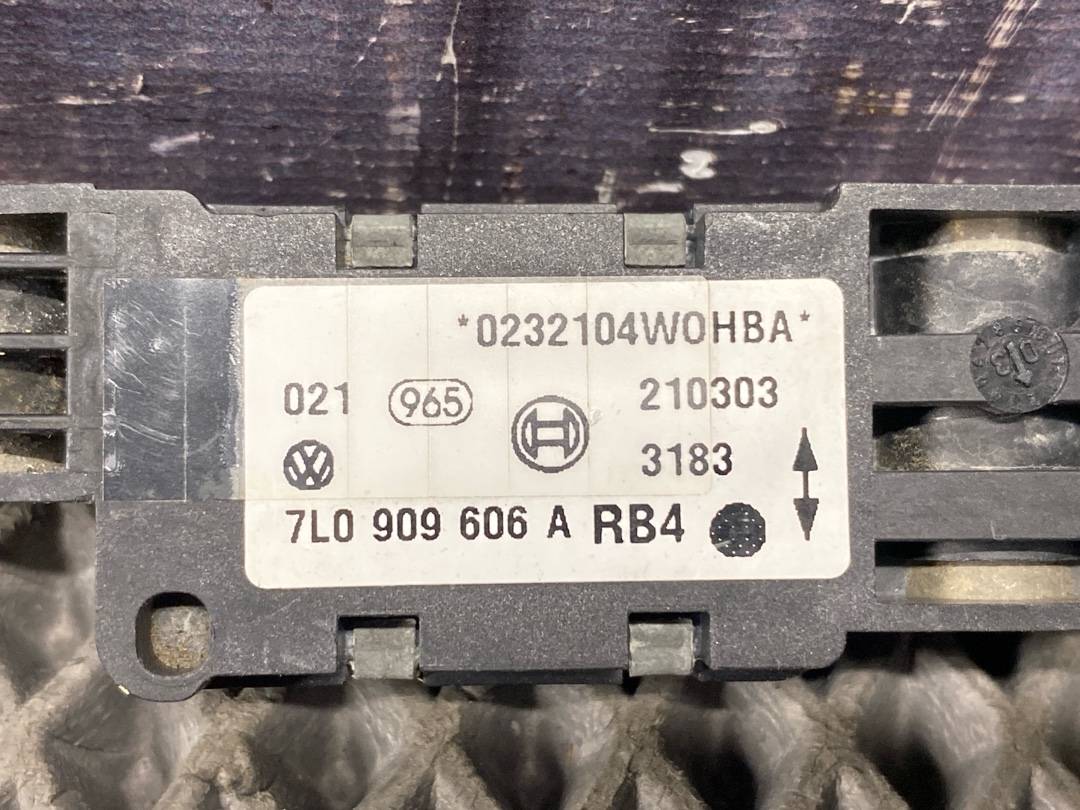 *0232104W0HBA*
021 965 210303
3183
7L0 909 606 A RB4